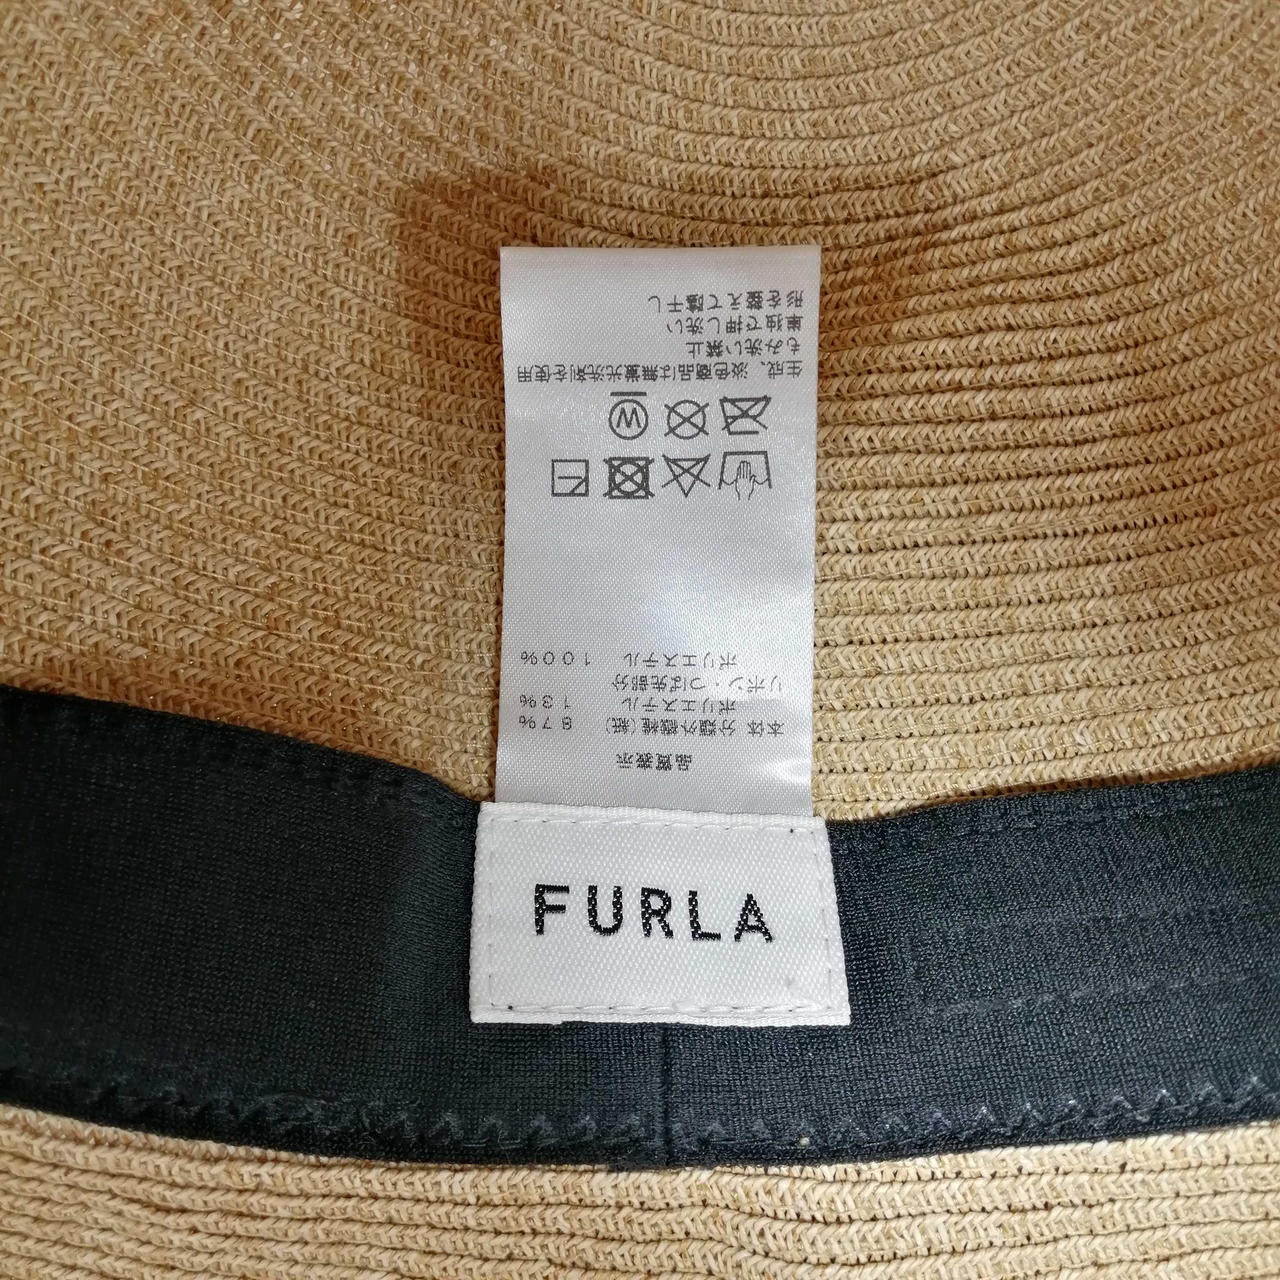 FURLA
品質表示
本体 分類外繊維(紙) 87%
ポリエステル 13%
リボン・つば先部分
ポリエステル 100%
W
生成、淡色商品は無蛍光洗剤を使用
もみ洗い禁止
単独で押し洗い
形を整えて陰干し